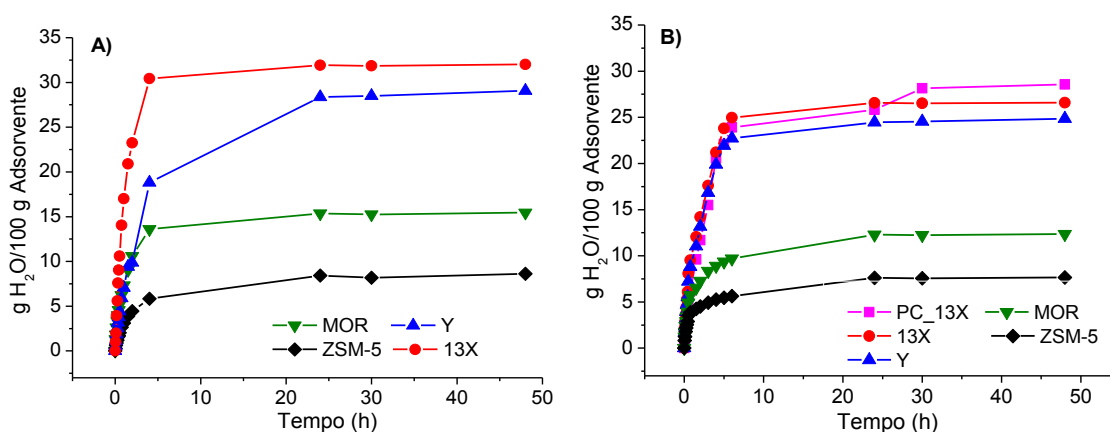 A)
g H₂O/100 g Adsorvente
35
30
25
20
15
10
5
0
MOR Y
ZSM-5 13X
0 10 20 30 40 50
Tempo (h)
B)
g H₂O/100 g Adsorvente
35
30
25
20
15
10
5
0
PC_13X MOR
13X ZSM-5
Y
0 10 20 30 40 50
Tempo (h)